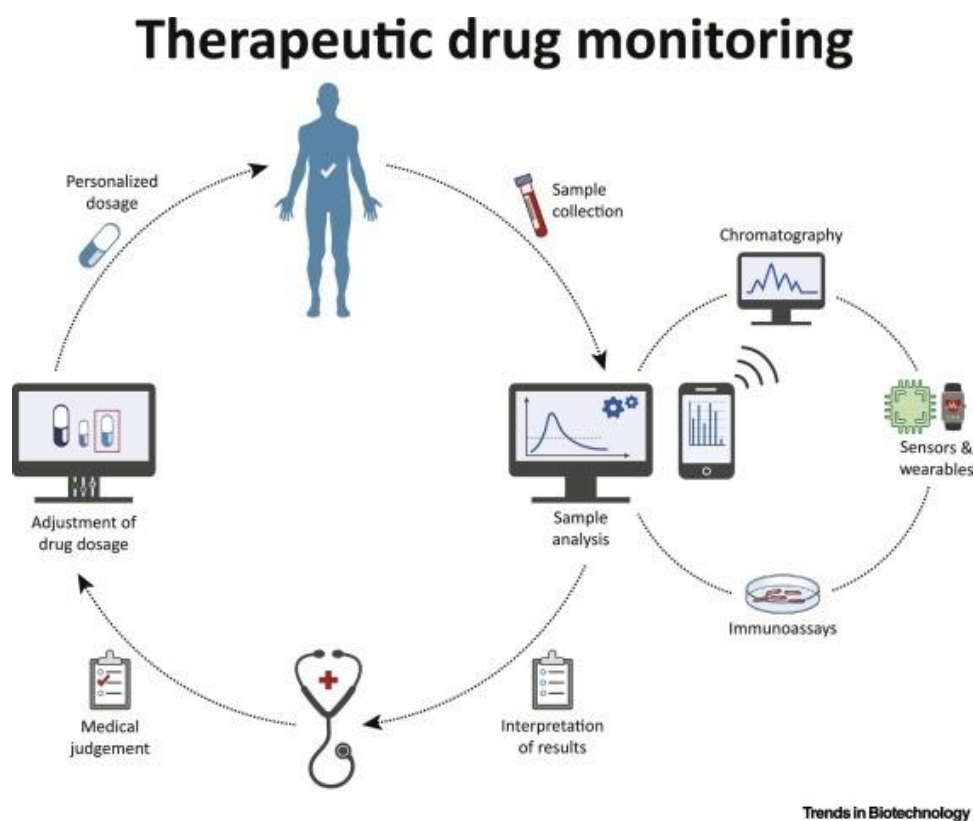 Therapeutic drug monitoring
Personalized
dosage
Sample
collection
Chromatography
Sensors &
wearables
Sample
analysis
Adjustment of
drug dosage
Immunoassays
Medical
judgement
Interpretation
of results
Trends in Biotechnology